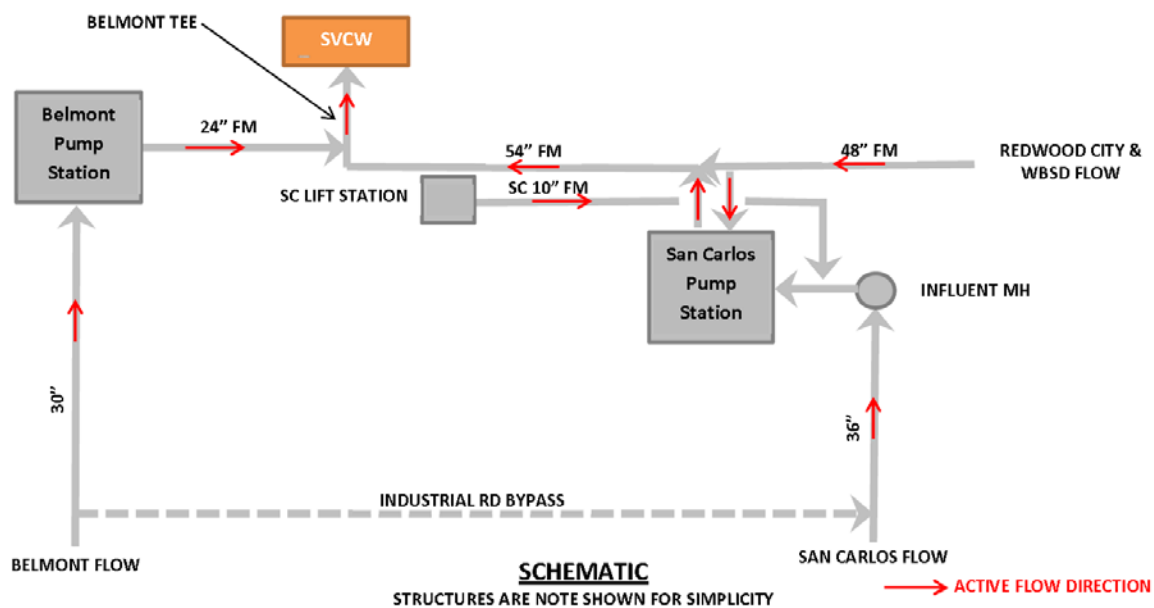 BELMONT TEE
SVCW
Belmont
Pump
Station
24” FM
54” FM
48” FM
REDWOOD CITY &
WBSD FLOW
SC LIFT STATION
SC 10” FM
San Carlos
Pump
Station
INFLUENT MH
30”
36”
INDUSTRIAL RD BYPASS
BELMONT FLOW
SAN CARLOS FLOW
SCHEMATIC
STRUCTURES ARE NOTE SHOWN FOR SIMPLICITY
ACTIVE FLOW DIRECTION